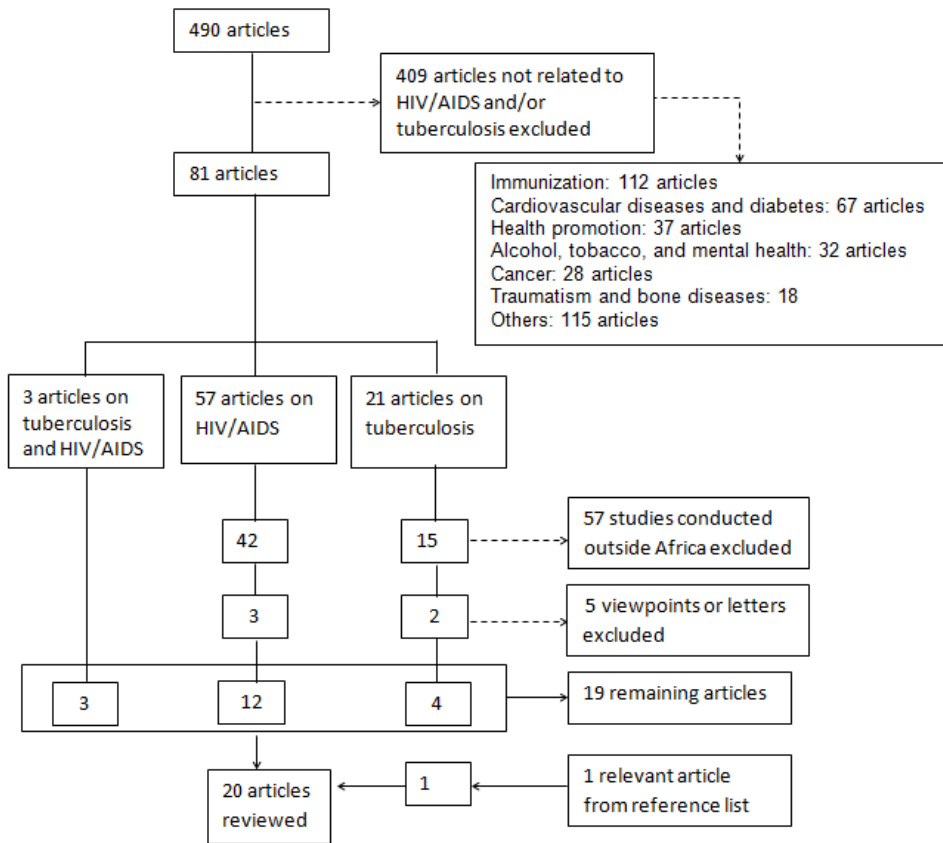 490 articles
409 articles not related to
HIV/AIDS and/or
tuberculosis excluded
81 articles
Immunization: 112 articles
Cardiovascular diseases and diabetes: 67 articles
Health promotion: 37 articles
Alcohol, tobacco, and mental health: 32 articles
Cancer: 28 articles
Traumatism and bone diseases: 18
Others: 115 articles
3 articles on
tuberculosis
and HIV/AIDS
57 articles on
HIV/AIDS
21 articles on
tuberculosis
42
15
57 studies conducted
outside Africa excluded
3
2
5 viewpoints or letters
excluded
3
12
4
19 remaining articles
20 articles
reviewed
1
1 relevant article
from reference list